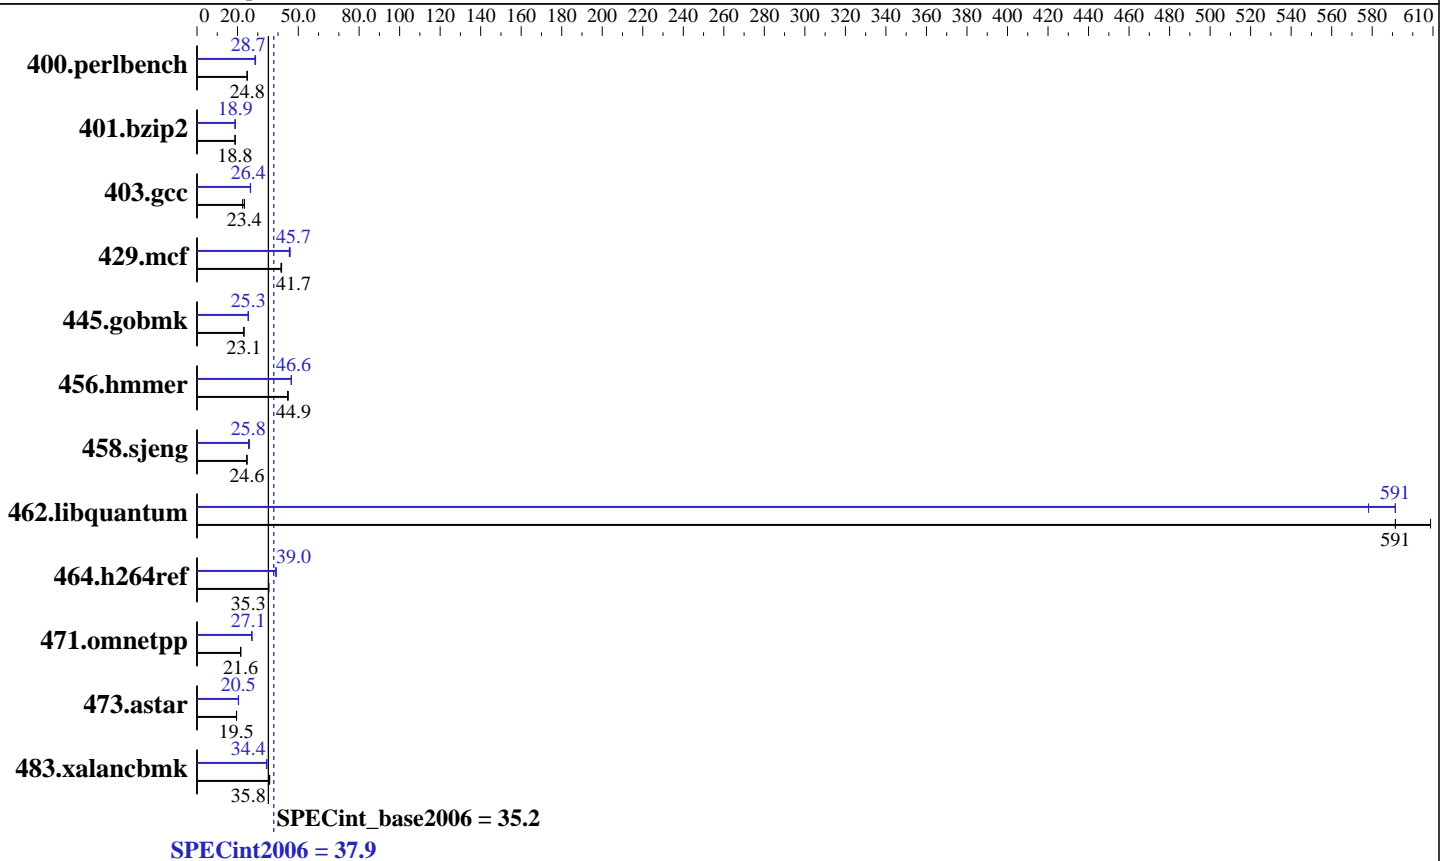 0 20.0 50.0 80.0 100 120 140 160 180 200 220 240 260 280 300 320 340 360 380 400 420 440 460 480 500 520 540 560 580 610
28.7
400.perlbench
24.8
18.9
401.bzip2
18.8
26.4
403.gcc
23.4
45.7
429.mcf
41.7
25.3
445.gobmk
23.1
46.6
456.hmmer
44.9
25.8
458.sjeng
24.6
591
462.libquantum
591
39.0
464.h264ref
35.3
27.1
471.omnetpp
21.6
20.5
473.astar
19.5
34.4
483.xalancbmk
35.8
SPECint_base2006 = 35.2
SPECint2006 = 37.9